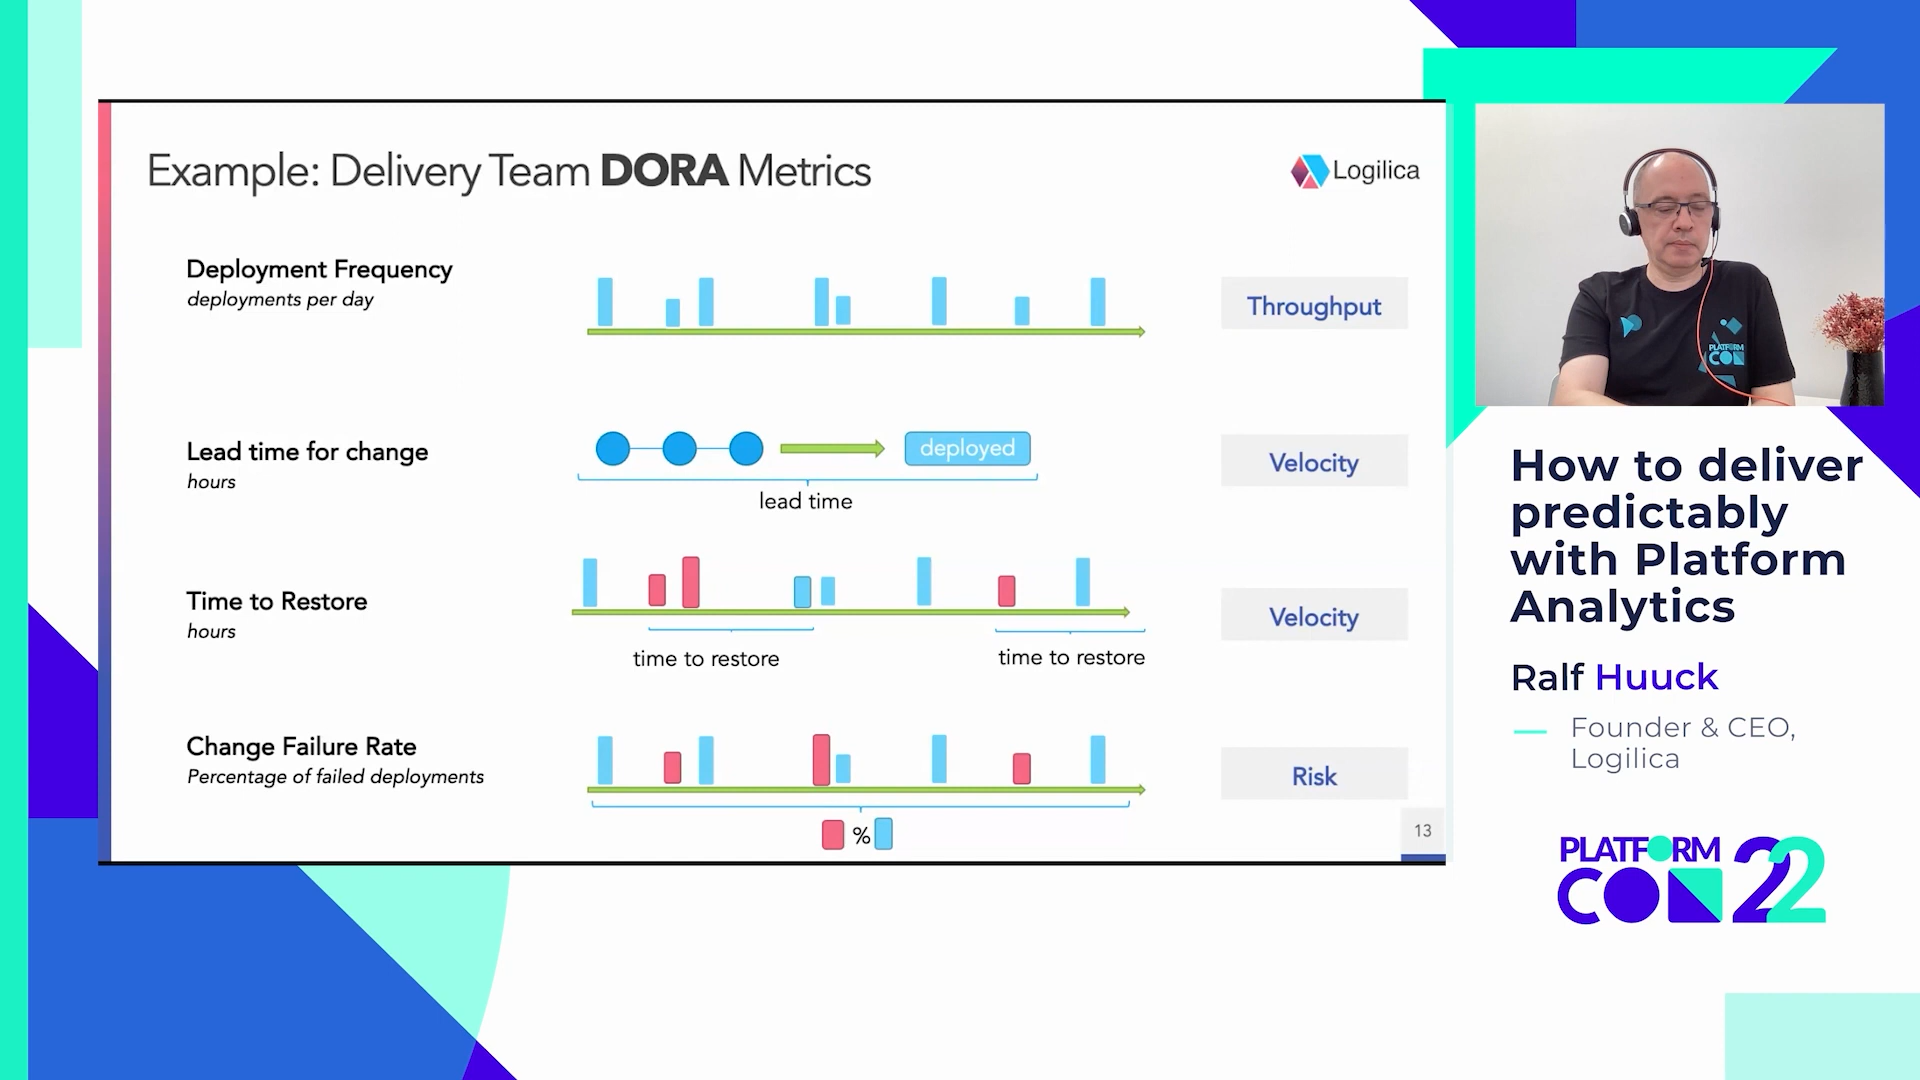 Example: Delivery Team DORA Metrics
Logilica
Deployment Frequency
deployments per day
Throughput
Lead time for change
hours
deployed
lead time
Velocity
Time to Restore
hours
time to restore
time to restore
Velocity
Change Failure Rate
Percentage of failed deployments
%
Risk
13
PLATFORM
CON
How to deliver
predictably
with Platform
Analytics
Ralf Huuck
Founder & CEO,
Logilica
PLATFORM
CON 22